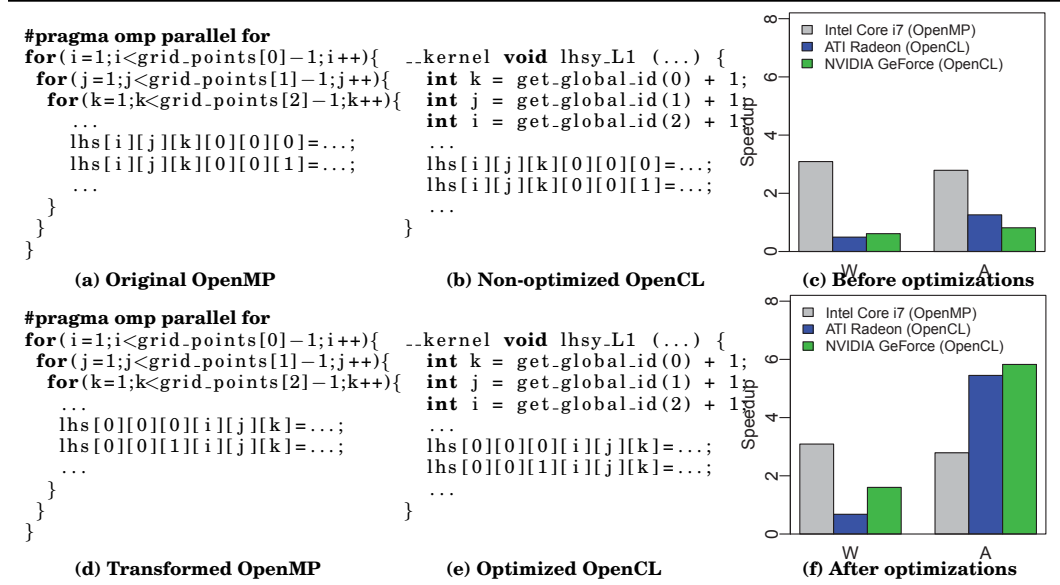 #pragma omp parallel for
for(i=1;i<grid_points[0]-1;i++){
for(j=1;j<grid_points[1]-1;j++){
for(k=1;k<grid_points[2]-1;k++){
...
lhs[i][j][k][0][0][0]=...;
lhs[i][j][k][0][0][1]=...;
...
}
}
}
(a) Original OpenMP
__kernel void lhsy_L1 (...) {
int k = get_global_id(0) + 1;
int j = get_global_id(1) + 1;
int i = get_global_id(2) + 1;
...
lhs[i][j][k][0][0][0]=...;
lhs[i][j][k][0][0][1]=...;
...
}
(b) Non-optimized OpenCL
Intel Core i7 (OpenMP)
ATI Radeon (OpenCL)
NVIDIA GeForce (OpenCL)
Speedup
8
6
4
2
0
W A
(c) Before optimizations
#pragma omp parallel for
for(i=1;i<grid_points[0]-1;i++){
for(j=1;j<grid_points[1]-1;j++){
for(k=1;k<grid_points[2]-1;k++){
...
lhs[0][0][0][i][j][k]=...;
lhs[0][0][1][i][j][k]=...;
...
}
}
}
(d) Transformed OpenMP
__kernel void lhsy_L1 (...) {
int k = get_global_id(0) + 1;
int j = get_global_id(1) + 1;
int i = get_global_id(2) + 1;
...
lhs[0][0][0][i][j][k]=...;
lhs[0][0][1][i][j][k]=...;
...
}
(e) Optimized OpenCL
Intel Core i7 (OpenMP)
ATI Radeon (OpenCL)
NVIDIA GeForce (OpenCL)
Speedup
8
6
4
2
0
W A
(f) After optimizations